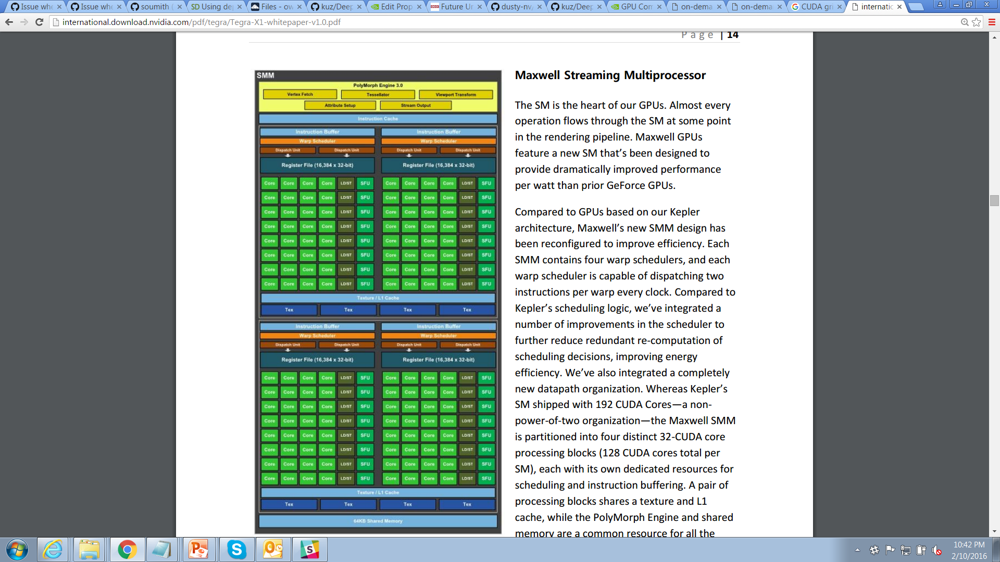 Issue whe
Issue whe
soumith (
SD Using de
Files - ow
kuz/Deep
Edit Prop
Future Ur
dusty-nv/
kuz/Deep
GPU Con
on-dema
on-dema
CUDA gri
internatic
international.download.nvidia.com/pdf/tegra/Tegra-X1-whitepaper-v1.0.pdf
Page | 14
SMM
PolyMorph Engine 3.0
Vertex Fetch Tessellator Viewport Transform
Attribute Setup Stream Output
Instruction Cache
Instruction Buffer Instruction Buffer
Warp Scheduler Warp Scheduler
Dispatch Unit Dispatch Unit Dispatch Unit Dispatch Unit
Register File (16,384 x 32-bit) Register File (16,384 x 32-bit)
Core Core Core Core LD/ST SFU Core Core Core Core LD/ST SFU
Core Core Core Core LD/ST SFU Core Core Core Core LD/ST SFU
Core Core Core Core LD/ST SFU Core Core Core Core LD/ST SFU
Core Core Core Core LD/ST SFU Core Core Core Core LD/ST SFU
Core Core Core Core LD/ST SFU Core Core Core Core LD/ST SFU
Core Core Core Core LD/ST SFU Core Core Core Core LD/ST SFU
Core Core Core Core LD/ST SFU Core Core Core Core LD/ST SFU
Core Core Core Core LD/ST SFU Core Core Core Core LD/ST SFU
Texture / L1 Cache
Tex Tex Tex Tex
Instruction Buffer Instruction Buffer
Warp Scheduler Warp Scheduler
Dispatch Unit Dispatch Unit Dispatch Unit Dispatch Unit
Register File (16,384 x 32-bit) Register File (16,384 x 32-bit)
Core Core Core Core LD/ST SFU Core Core Core Core LD/ST SFU
Core Core Core Core LD/ST SFU Core Core Core Core LD/ST SFU
Core Core Core Core LD/ST SFU Core Core Core Core LD/ST SFU
Core Core Core Core LD/ST SFU Core Core Core Core LD/ST SFU
Core Core Core Core LD/ST SFU Core Core Core Core LD/ST SFU
Core Core Core Core LD/ST SFU Core Core Core Core LD/ST SFU
Core Core Core Core LD/ST SFU Core Core Core Core LD/ST SFU
Core Core Core Core LD/ST SFU Core Core Core Core LD/ST SFU
Texture / L1 Cache
Tex Tex Tex Tex
64KB Shared Memory
Maxwell Streaming Multiprocessor
The SM is the heart of our GPUs. Almost every
operation flows through the SM at some point
in the rendering pipeline. Maxwell GPUs
feature a new SM that’s been designed to
provide dramatically improved performance
per watt than prior GeForce GPUs.
Compared to GPUs based on our Kepler
architecture, Maxwell’s new SMM design has
been reconfigured to improve efficiency. Each
SMM contains four warp schedulers, and each
warp scheduler is capable of dispatching two
instructions per warp every clock. Compared to
Kepler’s scheduling logic, we’ve integrated a
number of improvements in the scheduler to
further reduce redundant re-computation of
scheduling decisions, improving energy
efficiency. We’ve also integrated a completely
new datapath organization. Whereas Kepler’s
SM shipped with 192 CUDA Cores—a non-
power-of-two organization—the Maxwell SMM
is partitioned into four distinct 32-CUDA core
processing blocks (128 CUDA cores total per
SM), each with its own dedicated resources for
scheduling and instruction buffering. A pair of
processing blocks shares a texture and L1
cache, while the PolyMorph Engine and shared
memory are a common resource for all the
10:42 PM
2/10/2016